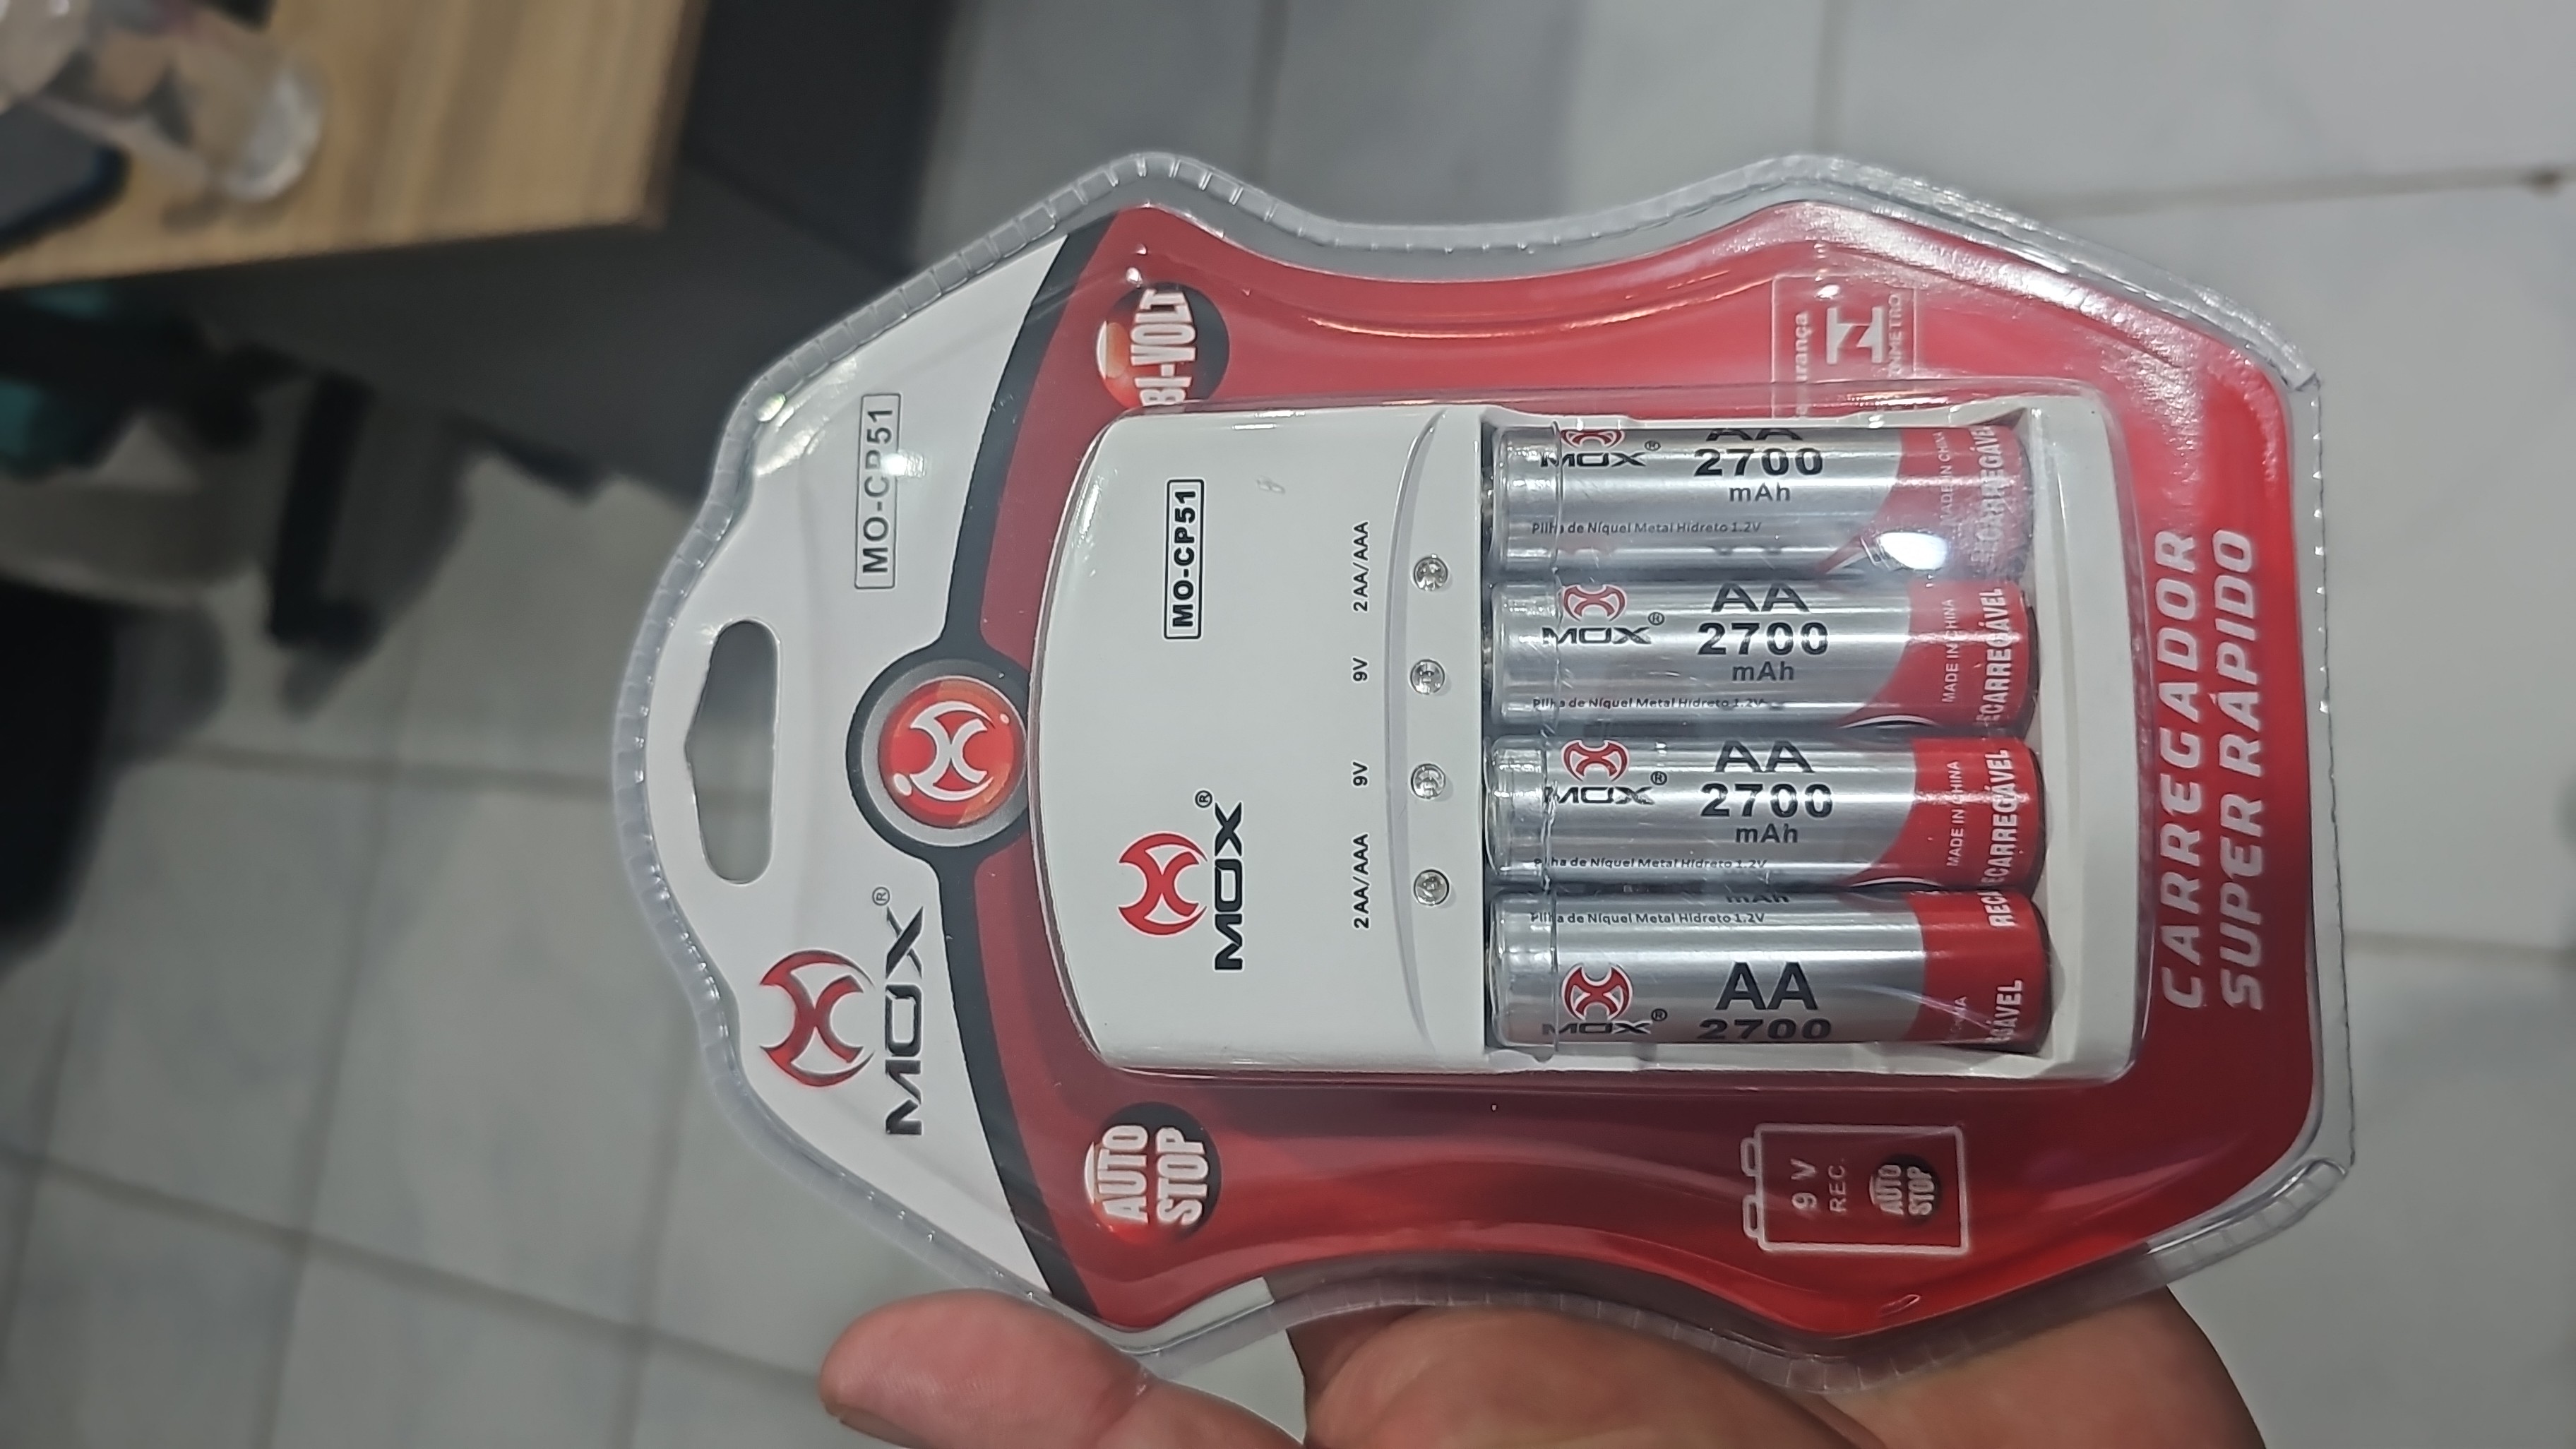 MOX®
MO-CP51
AUTO
STOP
BI-VOLT
MOX®
MO-CP51
2AA/AAA
9V
9V
2AA/AAA
Pilha de Níquel Metal Hidreto 1.2V
MOX®
AA
2700
GÁVEL
MOX®
AA
2700
mAh
Pilha de Níquel Metal Hidreto 1.2V
MADE IN CHINA
RECARREGÁVEL
MOX®
AA
2700
mAh
Pilha de Níquel Metal Hidreto 1.2V
MADE IN CHINA
RECARREGÁVEL
MOX®
AA
2700
mAh
Pilha de Níquel Metal Hidreto 1.2V
MADE IN CHINA
RECARREGÁVEL
9 V
REC.
AUTO
STOP
Segurança
INMETRO
CARREGADOR
SUPER RÁPIDO